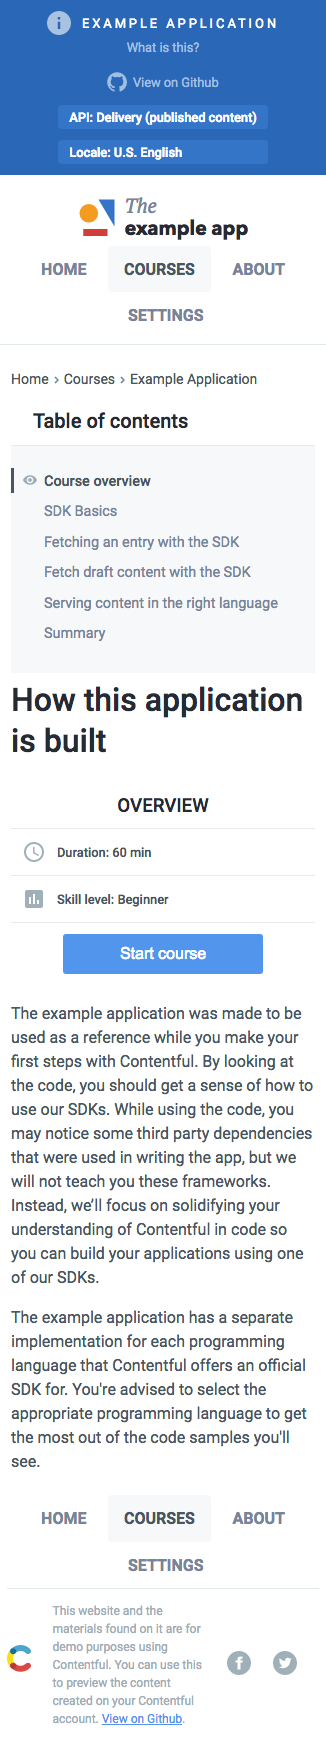 EXAMPLE APPLICATION
What is this?
View on Github
API: Delivery (published content)
Locale: U.S. English
The
example app
HOME COURSES ABOUT
SETTINGS
Home › Courses › Example Application
Table of contents
Course overview
SDK Basics
Fetching an entry with the SDK
Fetch draft content with the SDK
Serving content in the right language
Summary
How this application
is built
OVERVIEW
Duration: 60 min
Skill level: Beginner
Start course
The example application was made to be
used as a reference while you make your
first steps with Contentful. By looking at
the code, you should get a sense of how to
use our SDKs. While using the code, you
may notice some third party dependencies
that were used in writing the app, but we
will not teach you these frameworks.
Instead, we’ll focus on solidifying your
understanding of Contentful in code so
you can build your applications using one
of our SDKs.
The example application has a separate
implementation for each programming
language that Contentful offers an official
SDK for. You're advised to select the
appropriate programming language to get
the most out of the code samples you'll
see.
HOME COURSES ABOUT
SETTINGS
This website and the
materials found on it are for
demo purposes using
Contentful. You can use this
to preview the content
created on your Contentful
account. View on Github.